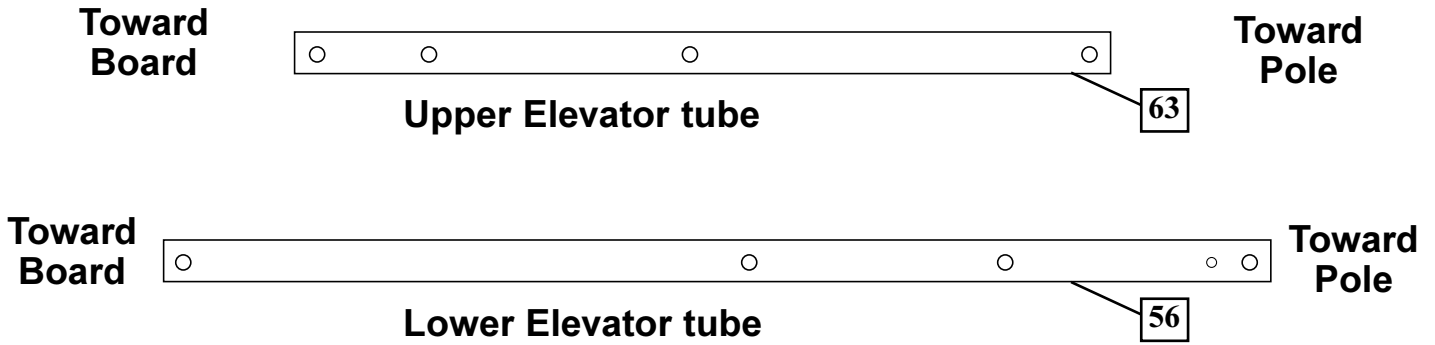 Toward
Board
Toward
Pole
Upper Elevator tube
63
Toward
Board
Toward
Pole
Lower Elevator tube
56